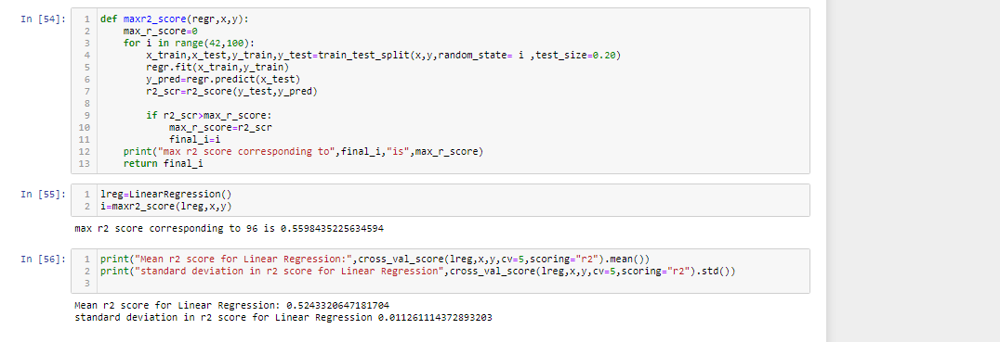 In [54]:
1 def maxr2_score(regr,x,y):
2     max_r_score=0
3     for i in range(42,100):
4         x_train,x_test,y_train,y_test=train_test_split(x,y,random_state= i ,test_size=0.20)
5         regr.fit(x_train,y_train)
6         y_pred=regr.predict(x_test)
7         r2_scr=r2_score(y_test,y_pred)
8
9         if r2_scr>max_r_score:
10             max_r_score=r2_scr
11             final_i=i
12     print("max r2 score corresponding to",final_i,"is",max_r_score)
13     return final_i
In [55]:
1 lreg=LinearRegression()
2 i=maxr2_score(lreg,x,y)
max r2 score corresponding to 96 is 0.5598435225634594
In [56]:
1 print("Mean r2 score for Linear Regression:",cross_val_score(lreg,x,y,cv=5,scoring="r2").mean())
2 print("standard deviation in r2 score for Linear Regression",cross_val_score(lreg,x,y,cv=5,scoring="r2").std())
3
Mean r2 score for Linear Regression: 0.5243320647181704
standard deviation in r2 score for Linear Regression 0.011261114372893203